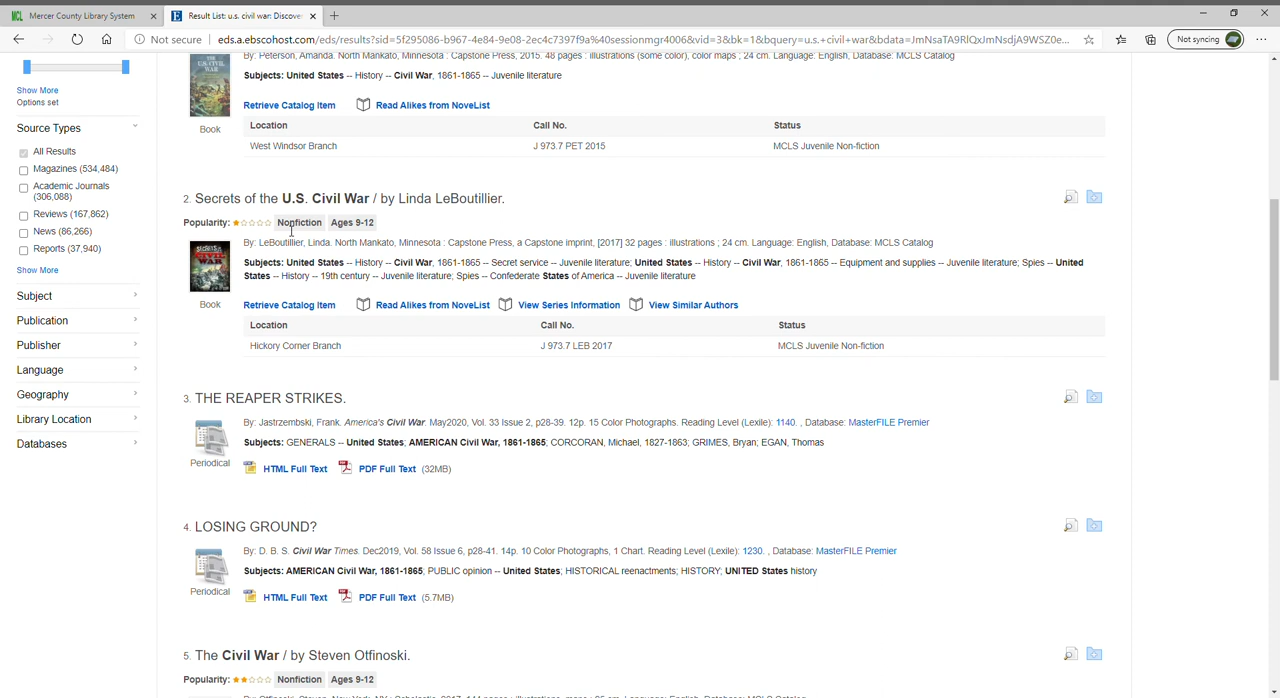 MCL Mercer County Library System
Result List: u.s. civil war: Discove
Not secure eds.a.ebscohost.com/eds/results?sid=5f295086-b967-4e84-9e08-2ec4c7397f9a%40sessionmgr4006&vid=3&bk=1&bquery=u.s.+civil+war&bdata=JmNsaTA9RlQxJmNsdjA9WSZ0e...
Not syncing
Show More
Options set
Source Types
All Results
Magazines (534,484)
Academic Journals
(306,088)
Reviews (167,862)
News (86,266)
Reports (37,940)
Show More
Subject
Publication
Publisher
Language
Geography
Library Location
Databases
By: Peterson, Amanda. North Mankato, Minnesota : Capstone Press, 2015. 48 pages : illustrations (some color), color maps ; 24 cm. Language: English, Database: MCLS Catalog
Subjects: United States -- History -- Civil War, 1861-1865 -- Juvenile literature
THE
U.S. CIVIL
WAR
Book
Retrieve Catalog Item Read Alikes from NoveList
Location Call No. Status
West Windsor Branch J 973.7 PET 2015 MCLS Juvenile Non-fiction
2. Secrets of the U.S. Civil War / by Linda LeBoutillier.
Popularity: Nonfiction Ages 9-12
By: LeBoutillier, Linda. North Mankato, Minnesota : Capstone Press, a Capstone imprint, [2017] 32 pages : illustrations ; 24 cm. Language: English, Database: MCLS Catalog
Subjects: United States -- History -- Civil War, 1861-1865 -- Secret service -- Juvenile literature; United States -- History -- Civil War, 1861-1865 -- Equipment and supplies -- Juvenile literature; Spies -- United
States -- History -- 19th century -- Juvenile literature; Spies -- Confederate States of America -- Juvenile literature
SECRETS
WAR
Book
Retrieve Catalog Item Read Alikes from NoveList View Series Information View Similar Authors
Location Call No. Status
Hickory Corner Branch J 973.7 LEB 2017 MCLS Juvenile Non-fiction
3. THE REAPER STRIKES.
By: Jastrzembski, Frank. America's Civil War. May2020, Vol. 33 Issue 2, p28-39. 12p. 15 Color Photographs. Reading Level (Lexile): 1140. , Database: MasterFILE Premier
Subjects: GENERALS -- United States; AMERICAN Civil War, 1861-1865; CORCORAN, Michael, 1827-1863; GRIMES, Bryan; EGAN, Thomas
Periodical
HTML Full Text PDF Full Text (32MB)
4. LOSING GROUND?
By: D. B. S. Civil War Times. Dec2019, Vol. 58 Issue 6, p28-41. 14p. 10 Color Photographs, 1 Chart. Reading Level (Lexile): 1230. , Database: MasterFILE Premier
Subjects: AMERICAN Civil War, 1861-1865; PUBLIC opinion -- United States; HISTORICAL reenactments; HISTORY; UNITED States history
Periodical
HTML Full Text PDF Full Text (5.7MB)
5. The Civil War / by Steven Otfinoski.
Popularity: Nonfiction Ages 9-12